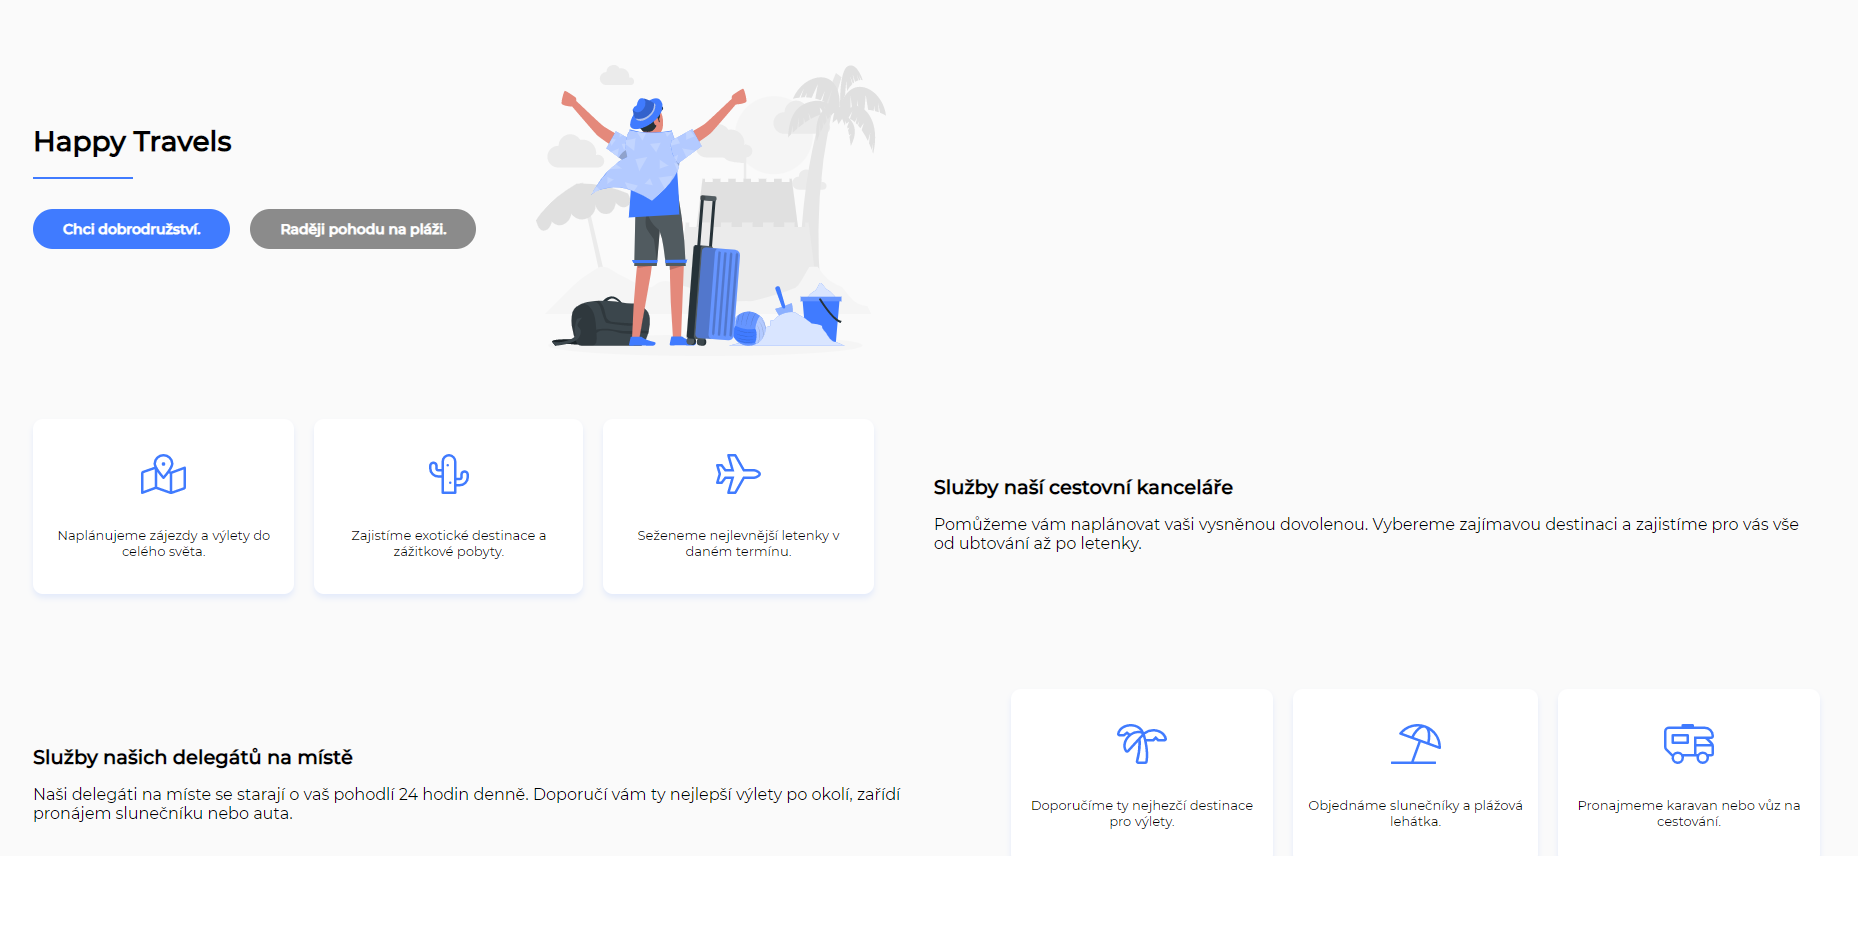 Happy Travels
Chci dobrodružství.
Raději pohodu na pláži.
Naplánujeme zájezdy a výlety do
celého světa.
Zajistíme exotické destinace a
zážitkové pobyty.
Seženeme nejlevnější letenky v
daném termínu.
Služby naší cestovní kanceláře
Pomůžeme vám naplánovat vaši vysněnou dovolenou. Vybereme zajímavou destinaci a zajistíme pro vás vše
od ubtování až po letenky.
Služby našich delegátů na místě
Naši delegáti na míste se starají o vaš pohodlí 24 hodin denně. Doporučí vám ty nejlepší výlety po okolí, zařídí
pronájem slunečníku nebo auta.
Doporučíme ty nejhezčí destinace
pro výlety.
Objednáme slunečníky a plážová
lehátka.
Pronajmeme karavan nebo vůz na
cestování.